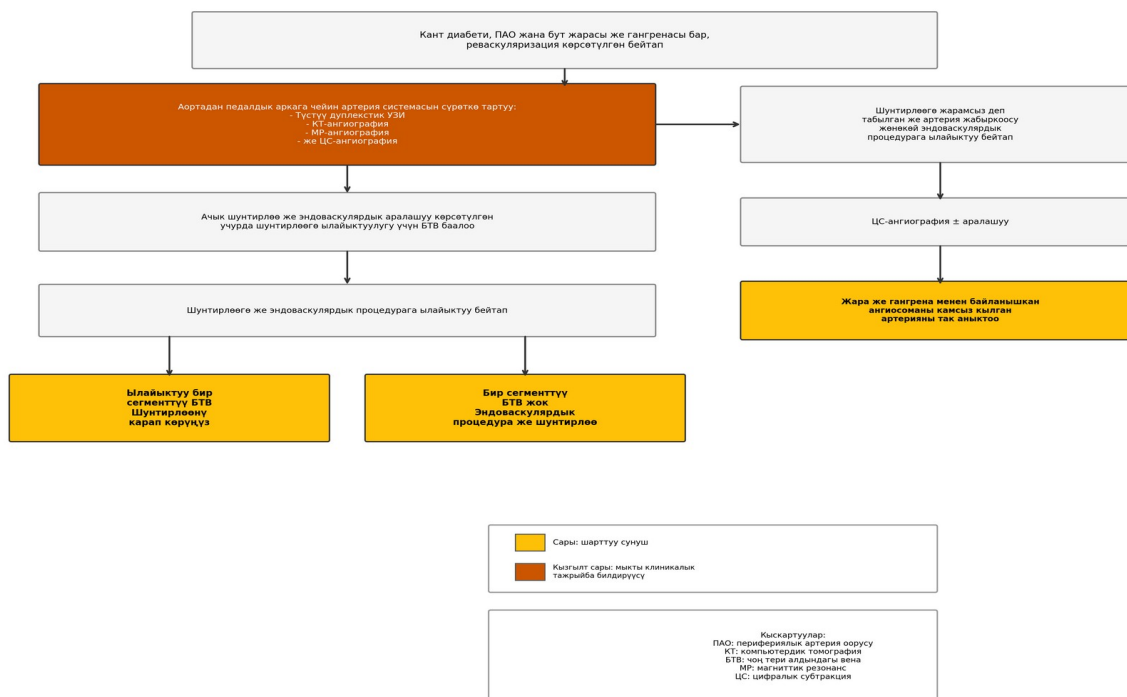 Кант диабети, ПАО жана бут жарасы же гангренасы бар,
реваскуляризация көрсөтүлгөн бейтап
Аортадан педалдык аркага чейин артерия системасын сүрөткө тартуу:
- Түстүү дуплекстик УЗИ
- КТ-ангиография
- МР-ангиография
- же ЦС-ангиография
Шунтирлөөгө жарамсыз деп
табылган же артерия жабыркоосу
жөнөкөй эндоваскулярдык
процедурага ылайыктуу бейтап
Ачык шунтирлөө же эндоваскулярдык аралашуу көрсөтүлгөн
учурда шунтирлөөгө ылайыктуулугу үчүн БТВ баалоо
ЦС-ангиография ± аралашуу
Шунтирлөөгө же эндоваскулярдык процедурага ылайыктуу бейтап
Жара же гангрена менен байланышкан
ангиосоманы камсыз кылган
артерияны так аныктоо
Ылайыктуу бир
сегменттүү БТВ
Шунтирлөөнү
карап көрүңүз
Бир сегменттүү
БТВ жок
Эндоваскулярдык
процедура же шунтирлөө
Сары: шарттуу сунуш
Кызгылт сары: мыкты клиникалык
тажрыйба билдирүүсү
Кыскартуулар:
ПАО: перифериялык артерия оорусу
КТ: компьютердик томография
БТВ: чоң тери алдындагы вена
МР: магниттик резонанс
ЦС: цифралык субтракция